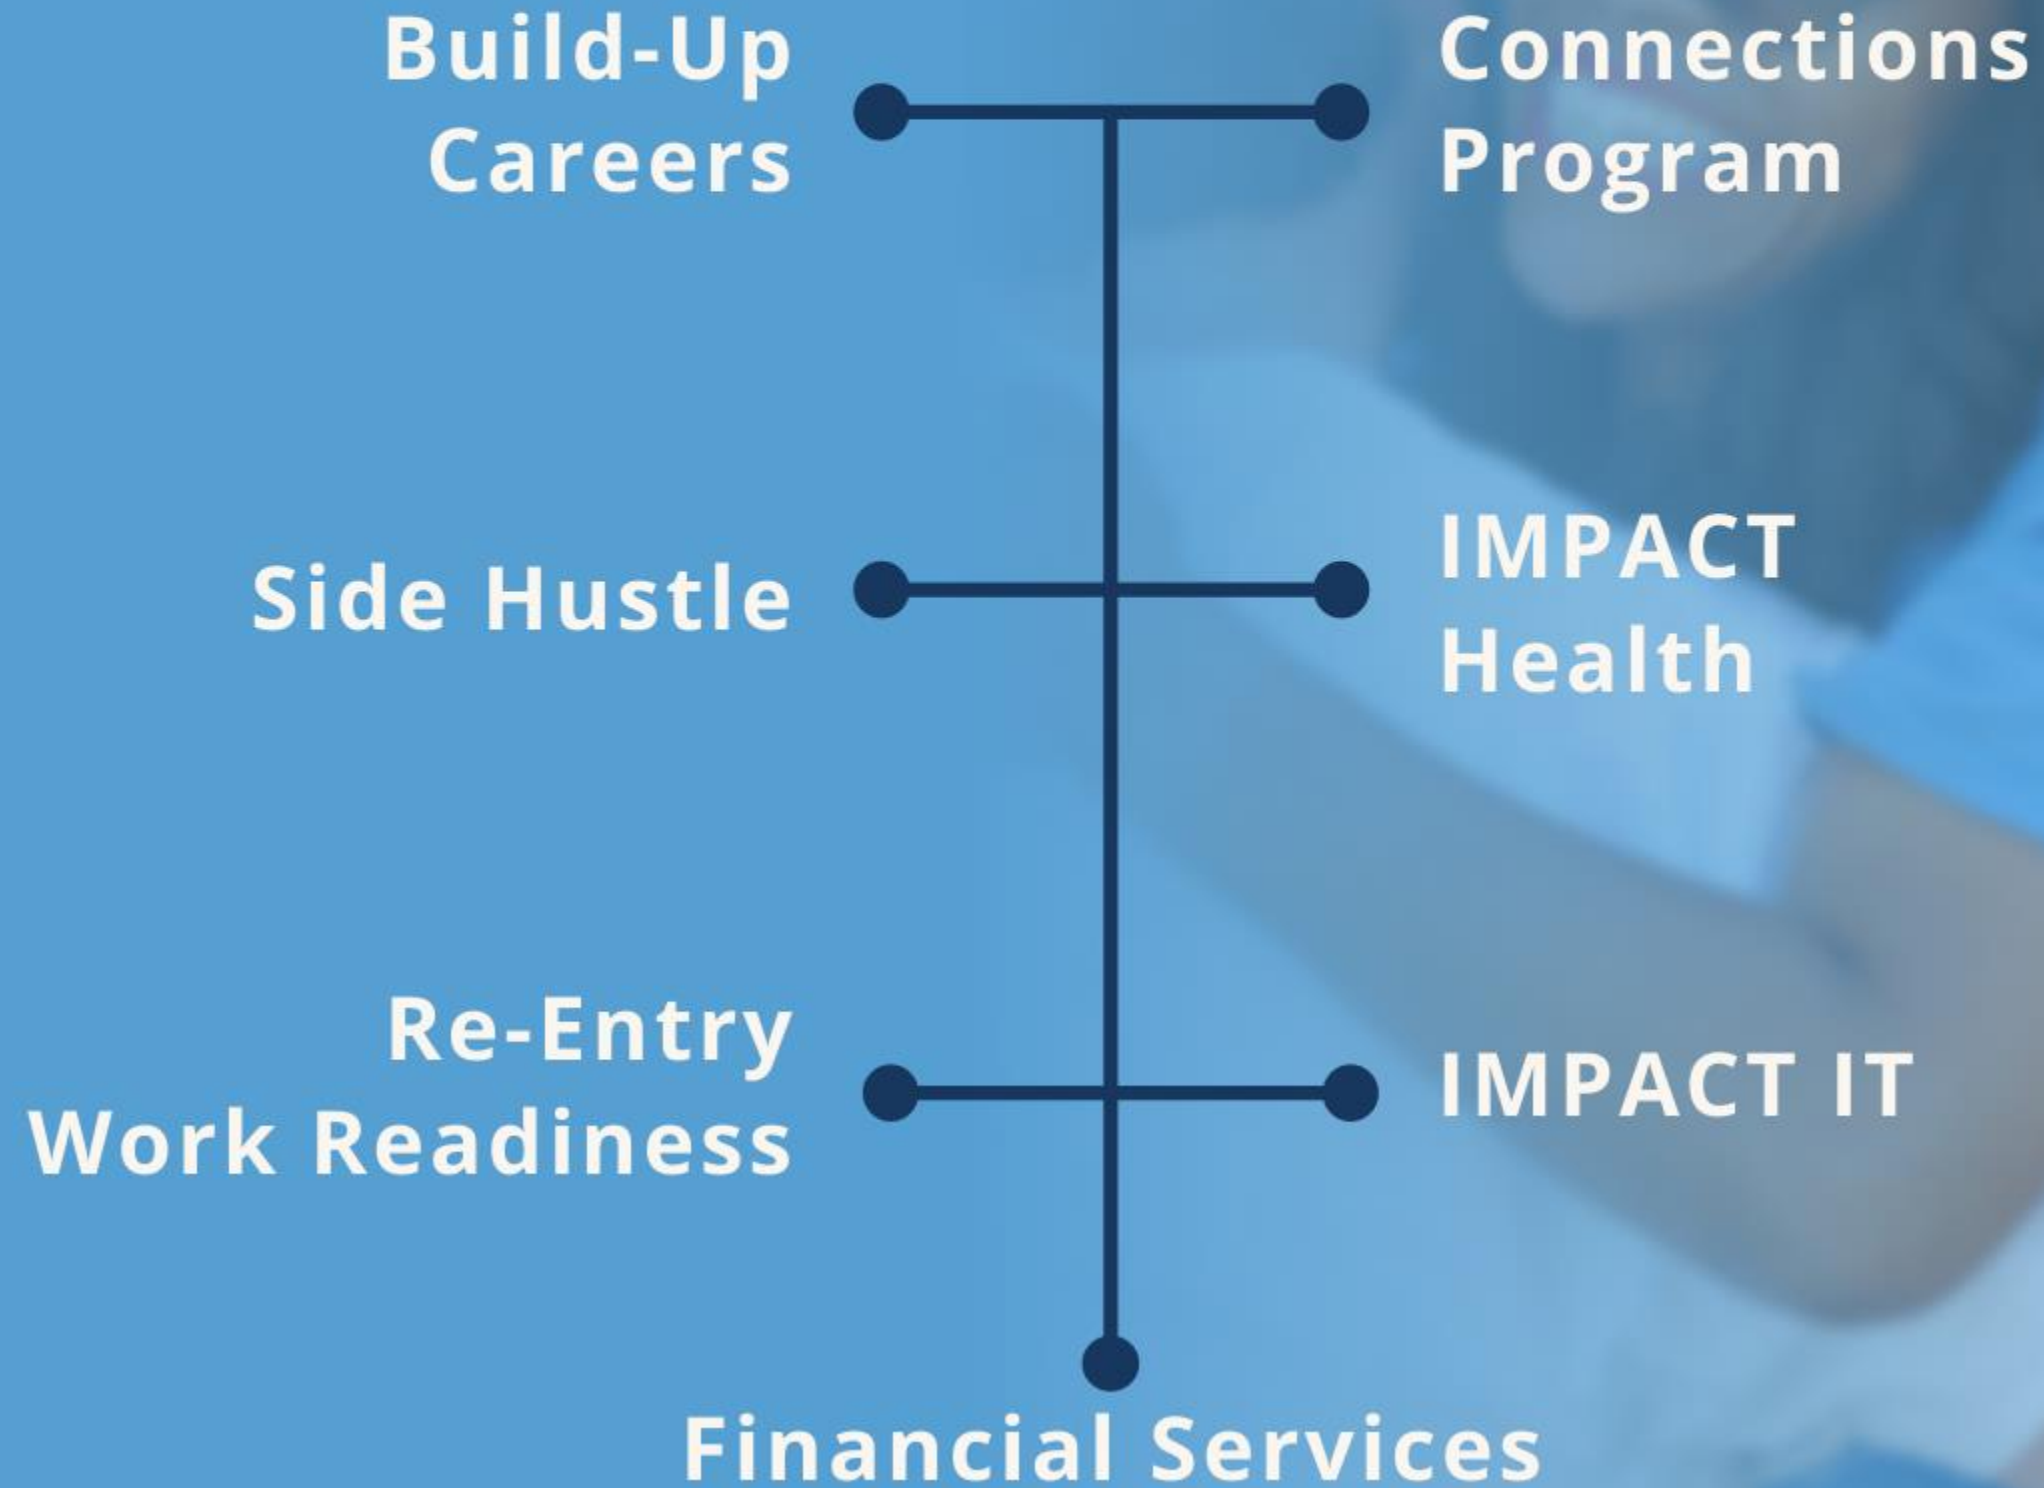 Build-Up
Careers
Connections
Program
Side Hustle
IMPACT
Health
Re-Entry
Work Readiness
IMPACT IT
Financial Services